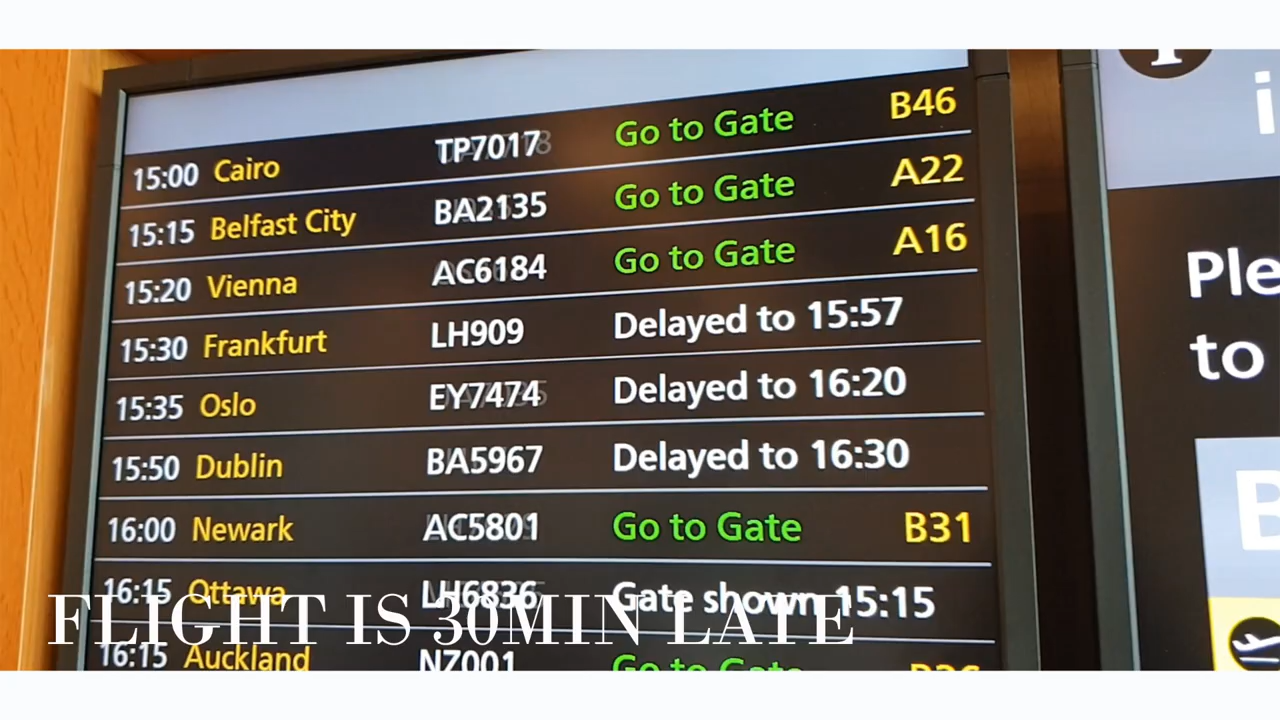 15:00 Cairo TP7017 Go to Gate B46
15:15 Belfast City BA2135 Go to Gate A22
15:20 Vienna AC6184 Go to Gate A16
15:30 Frankfurt LH909 Delayed to 15:57
15:35 Oslo EY7474 Delayed to 16:20
15:50 Dublin BA5967 Delayed to 16:30
16:00 Newark AC5801 Go to Gate B31
16:15 Ottawa LH6836 Gate shown 15:15
FLIGHT IS 30MIN LATE
16:15 Auckland NZ001 Go to Gate
i
to
B